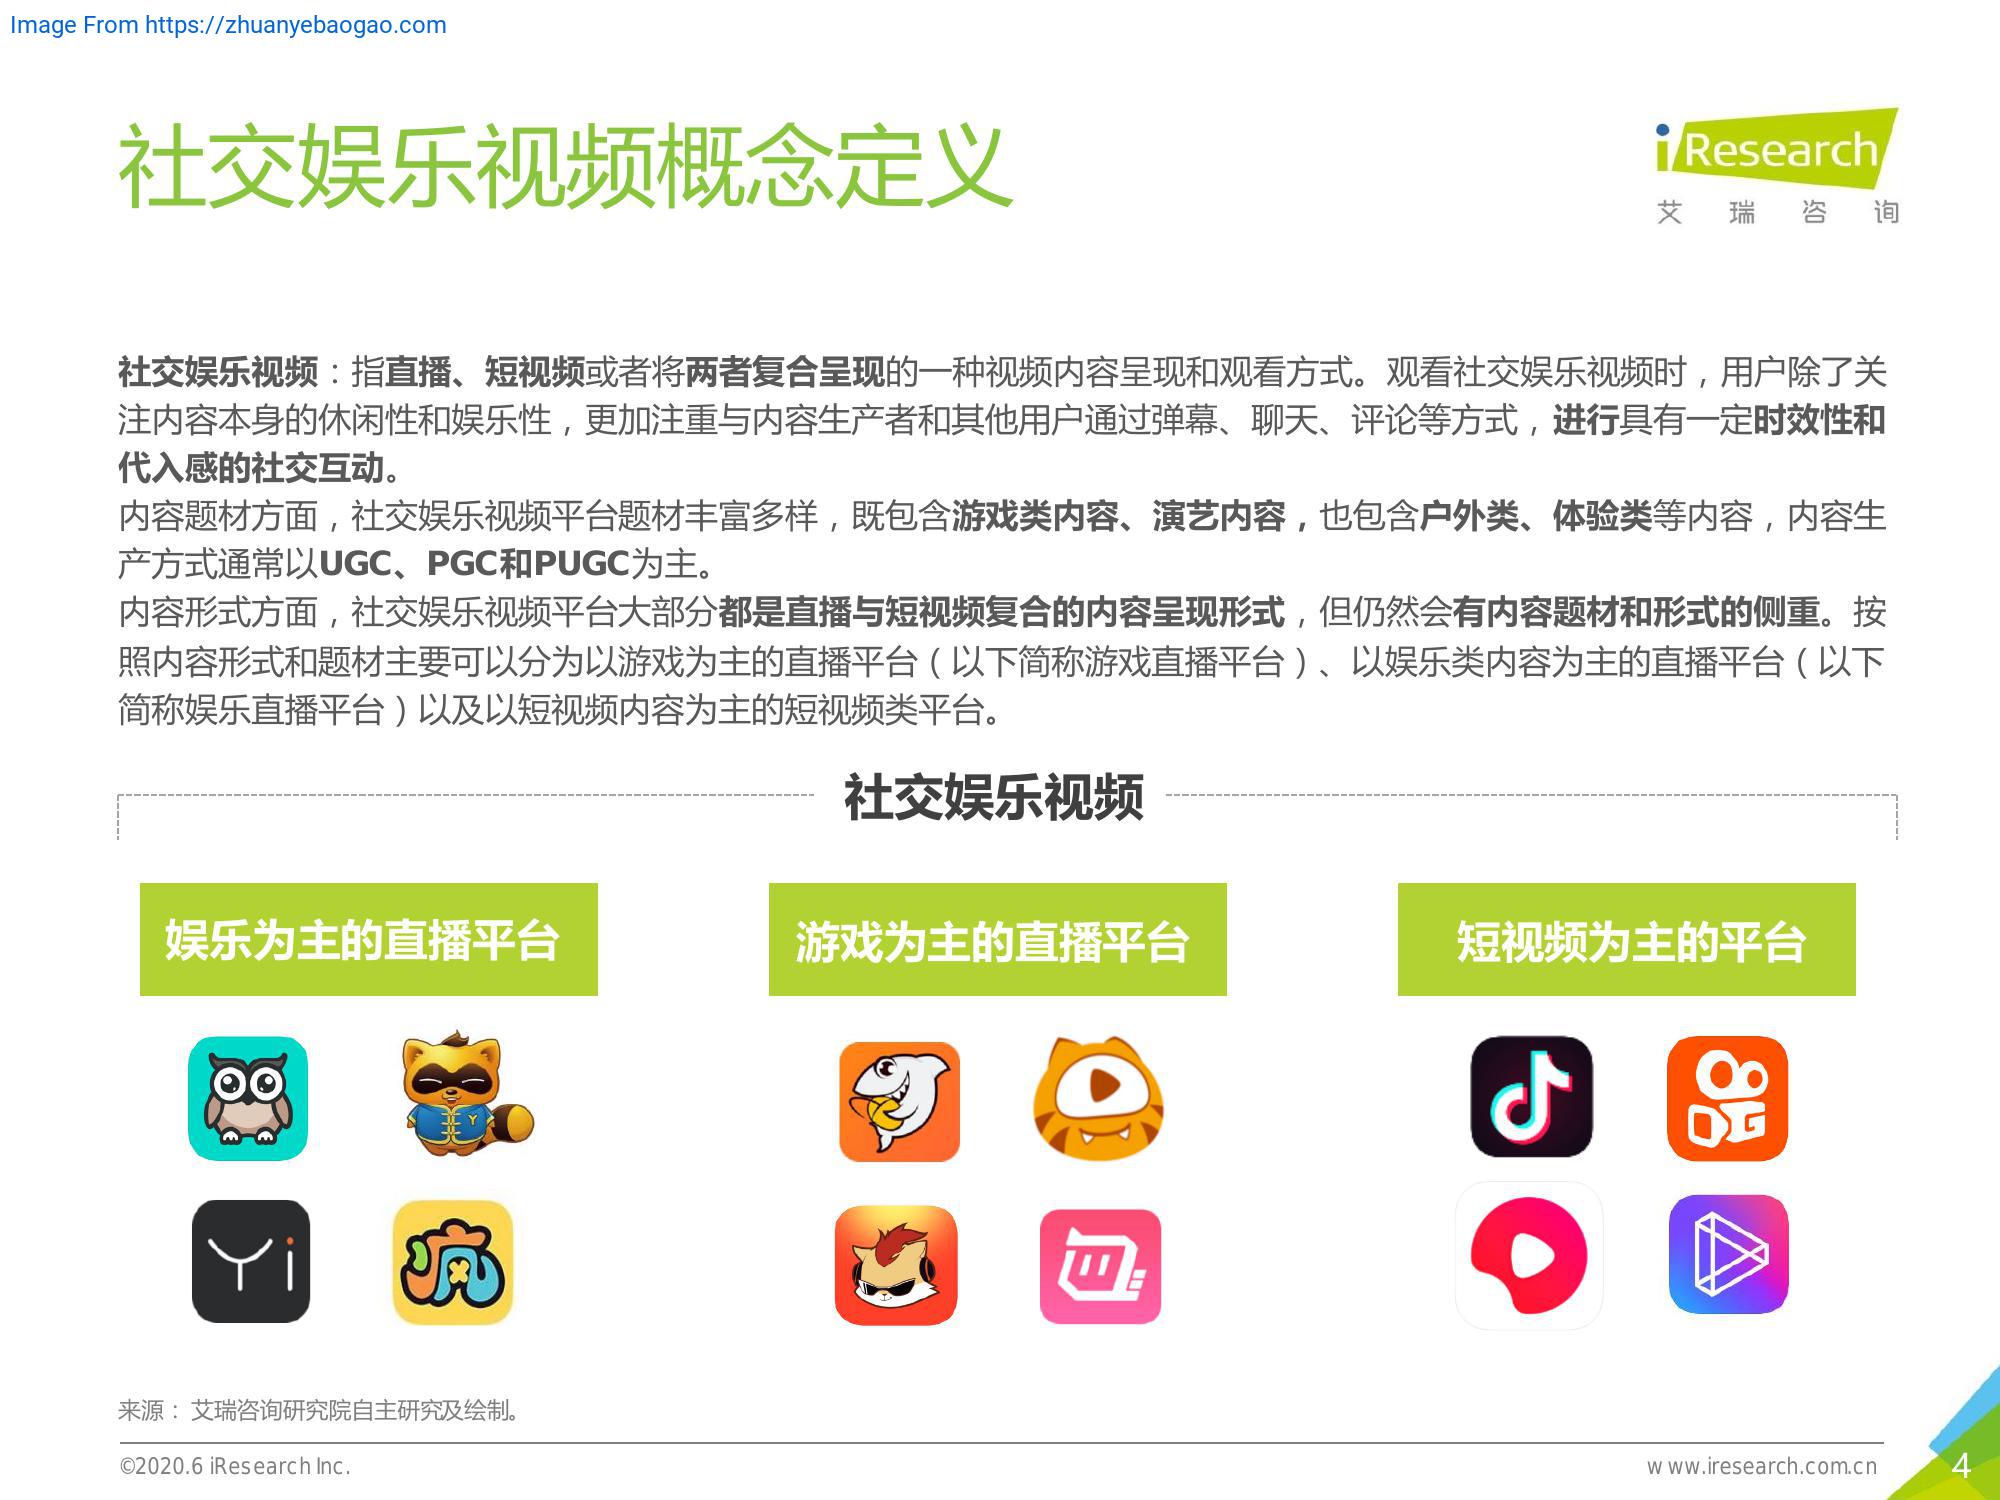 Image From https://zhuanyebaogao.com
社交娱乐视频概念定义
iResearch
艾瑞咨询
社交娱乐视频：指直播、短视频或者将两者复合呈现的一种视频内容呈现和观看方式。观看社交娱乐视频时，用户除了关
注内容本身的休闲性和娱乐性，更加注重与内容生产者和其他用户通过弹幕、聊天、评论等方式，进行具有一定时效性和
代入感的社交互动。
内容题材方面，社交娱乐视频平台题材丰富多样，既包含游戏类内容、演艺内容，也包含户外类、体验类等内容，内容生
产方式通常以UGC、PGC和PUGC为主。
内容形式方面，社交娱乐视频平台大部分都是直播与短视频复合的内容呈现形式，但仍然会有内容题材和形式的侧重。按
照内容形式和题材主要可以分为以游戏为主的直播平台（以下简称游戏直播平台）、以娱乐类内容为主的直播平台（以下
简称娱乐直播平台）以及以短视频内容为主的短视频类平台。
社交娱乐视频
娱乐为主的直播平台
游戏为主的直播平台
短视频为主的平台
Y
Yi
疯
来源：艾瑞咨询研究院自主研究及绘制。
©2020.6 iResearch Inc.
www.iresearch.com.cn
4